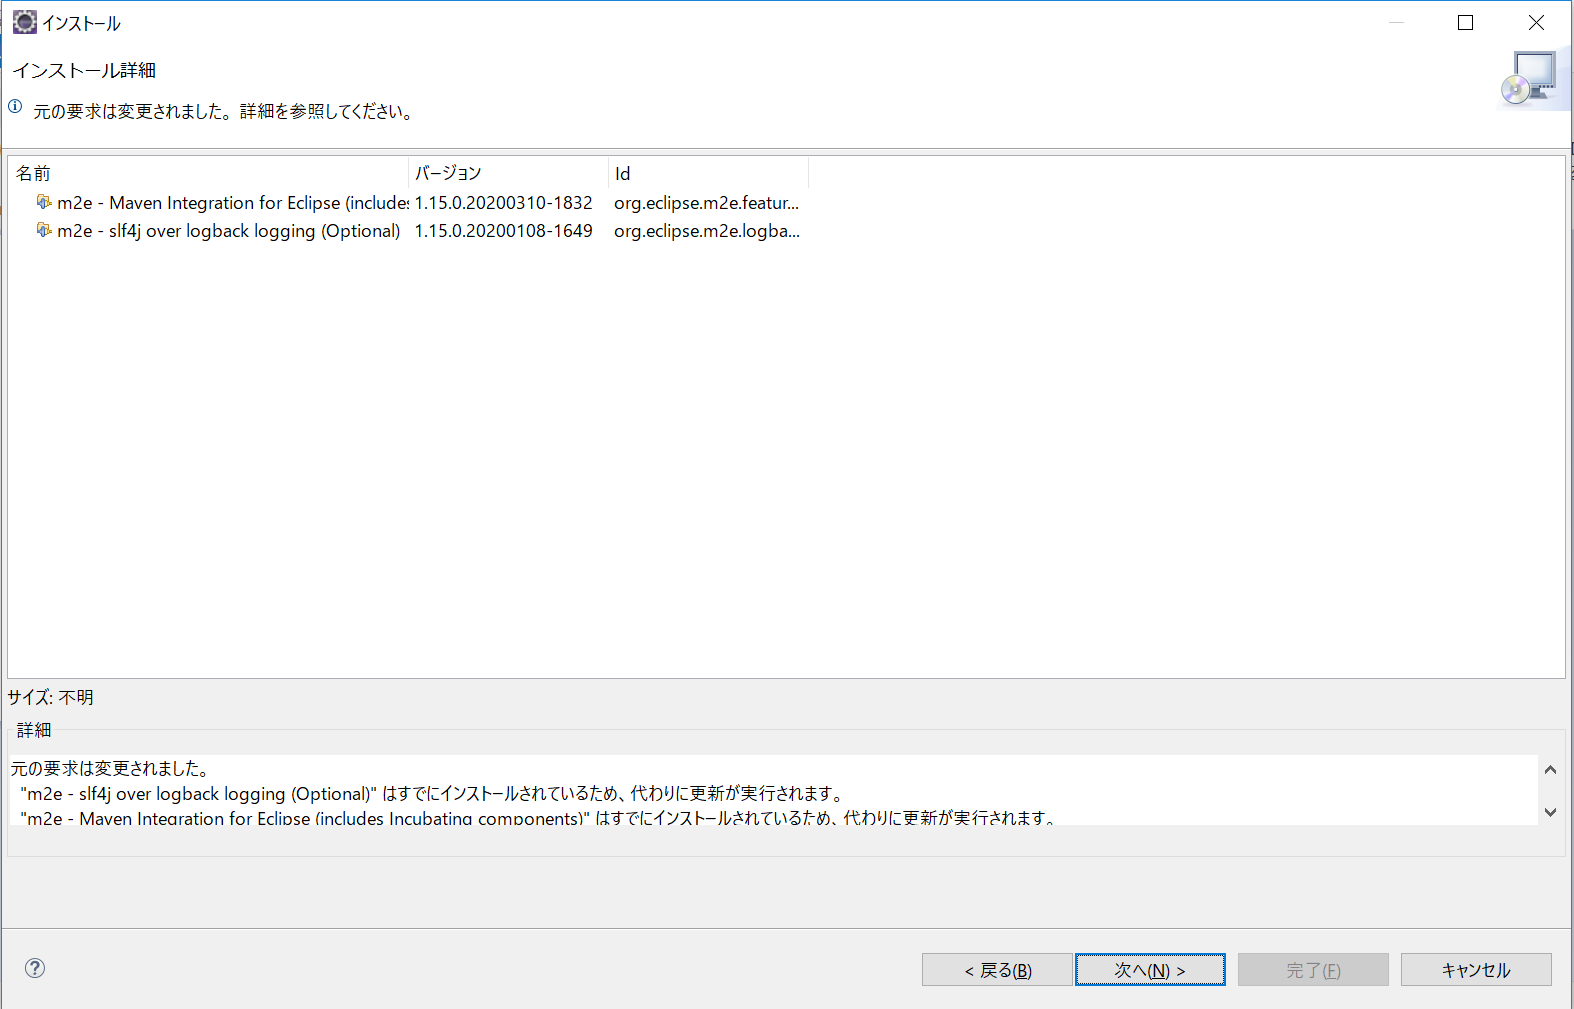 インストール
インストール詳細
元の要求は変更されました。 詳細を参照してください。
名前 バージョン Id
m2e - Maven Integration for Eclipse (includes 1.15.0.20200310-1832 org.eclipse.m2e.featur...
m2e - slf4j over logback logging (Optional) 1.15.0.20200108-1649 org.eclipse.m2e.logba...
サイズ: 不明
詳細
元の要求は変更されました。
"m2e - slf4j over logback logging (Optional)" はすでにインストールされているため、代わりに更新が実行されます。
"m2e - Maven Integration for Eclipse (includes Incubating components)" はすでにインストールされているため、代わりに更新が実行されます。
< 戻る(B) 次へ(N) > 完了(F) キャンセル